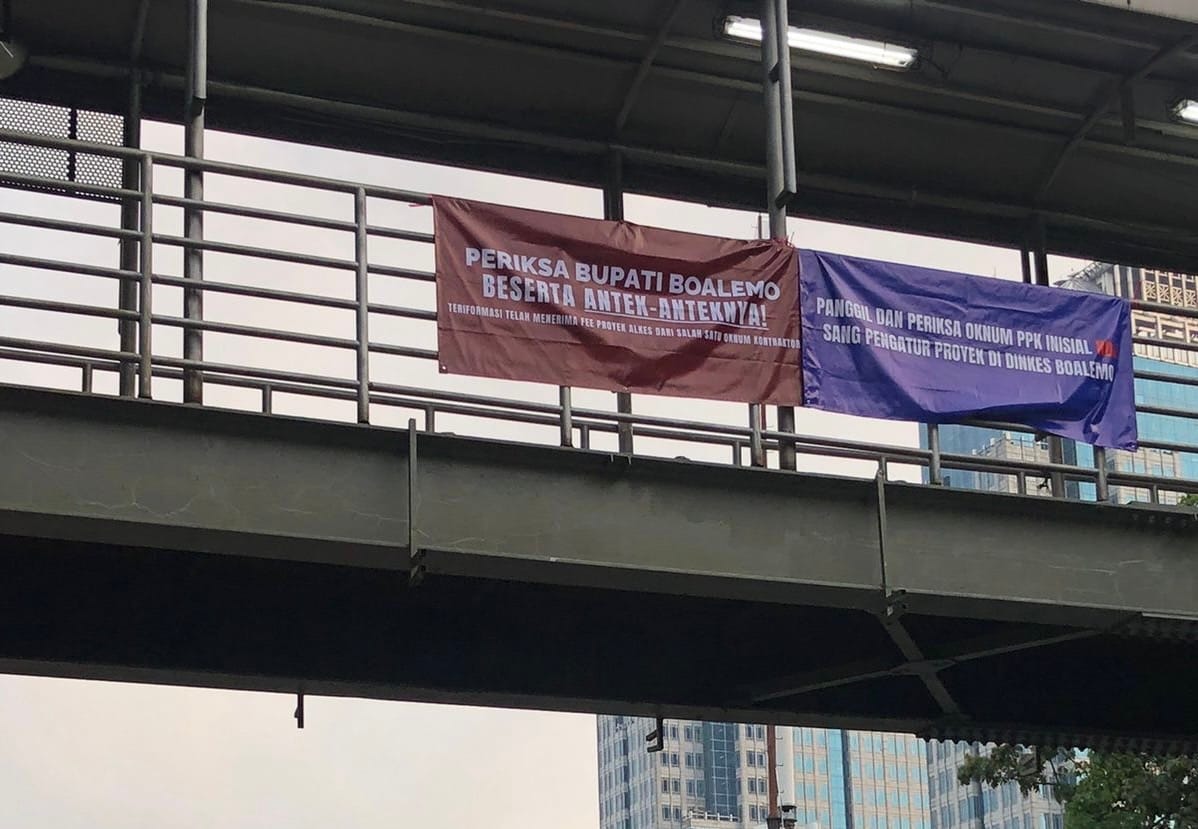 PERIKSA BUPATI BOALEMO
BESERTA ANTEK-ANTEKNYA!
TERIFORMASI TELAH MENERIMA FEE PROYEK ALKES DARI SALAH SATU OKNUM KONTRAKTOR
PANGGIL DAN PERIKSA OKNUM PPK INISIAL
SANG PENGATUR PROYEK DI DINKES BOALEMO